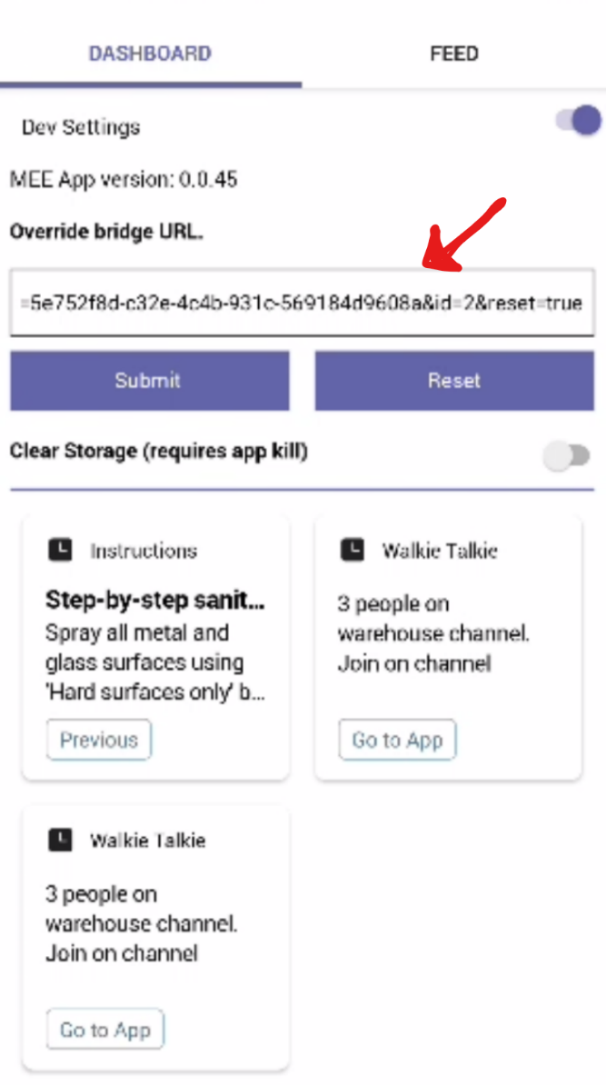 DASHBOARD
FEED
Dev Settings
MEE App version: 0.0.45
Override bridge URL.
=5e752f8d-c32e-4c4b-931c-569184d9608a&id=2&reset=true
Submit
Reset
Clear Storage (requires app kill)
Instructions
Step-by-step sanit...
Spray all metal and
glass surfaces using
'Hard surfaces only' b...
Previous
Walkie Talkie
3 people on
warehouse channel.
Join on channel
Go to App
Walkie Talkie
3 people on
warehouse channel.
Join on channel
Go to App